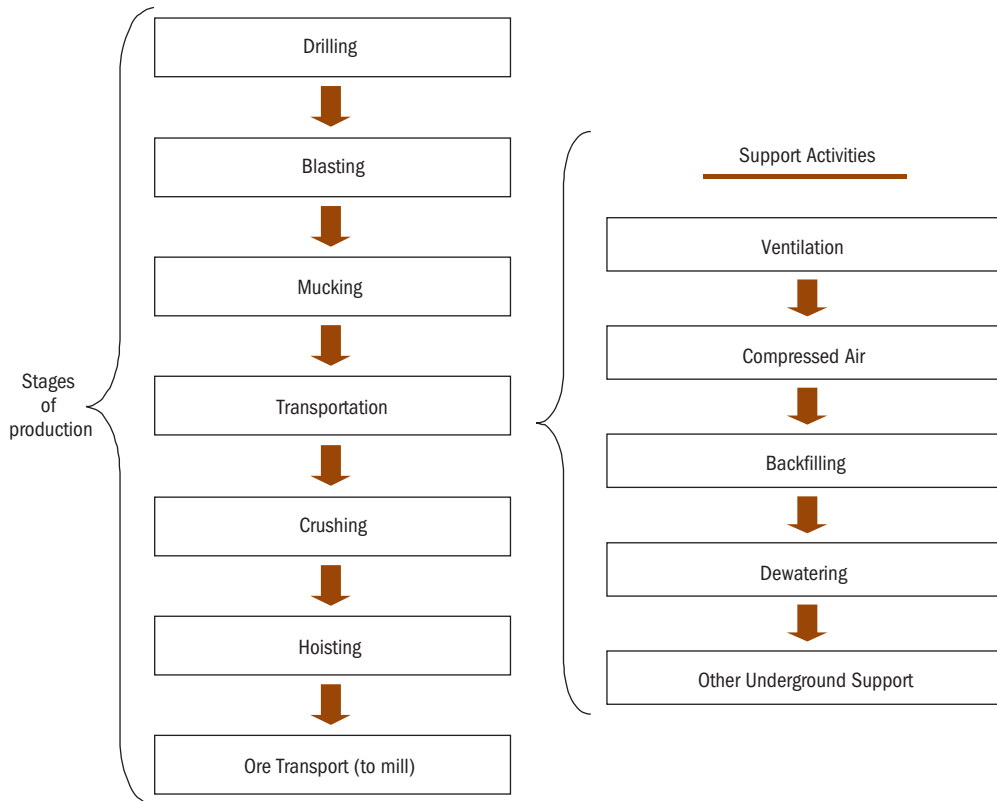 Stages
of
production
Drilling
Blasting
Mucking
Transportation
Crushing
Hoisting
Ore Transport (to mill)
Support Activities
Ventilation
Compressed Air
Backfilling
Dewatering
Other Underground Support